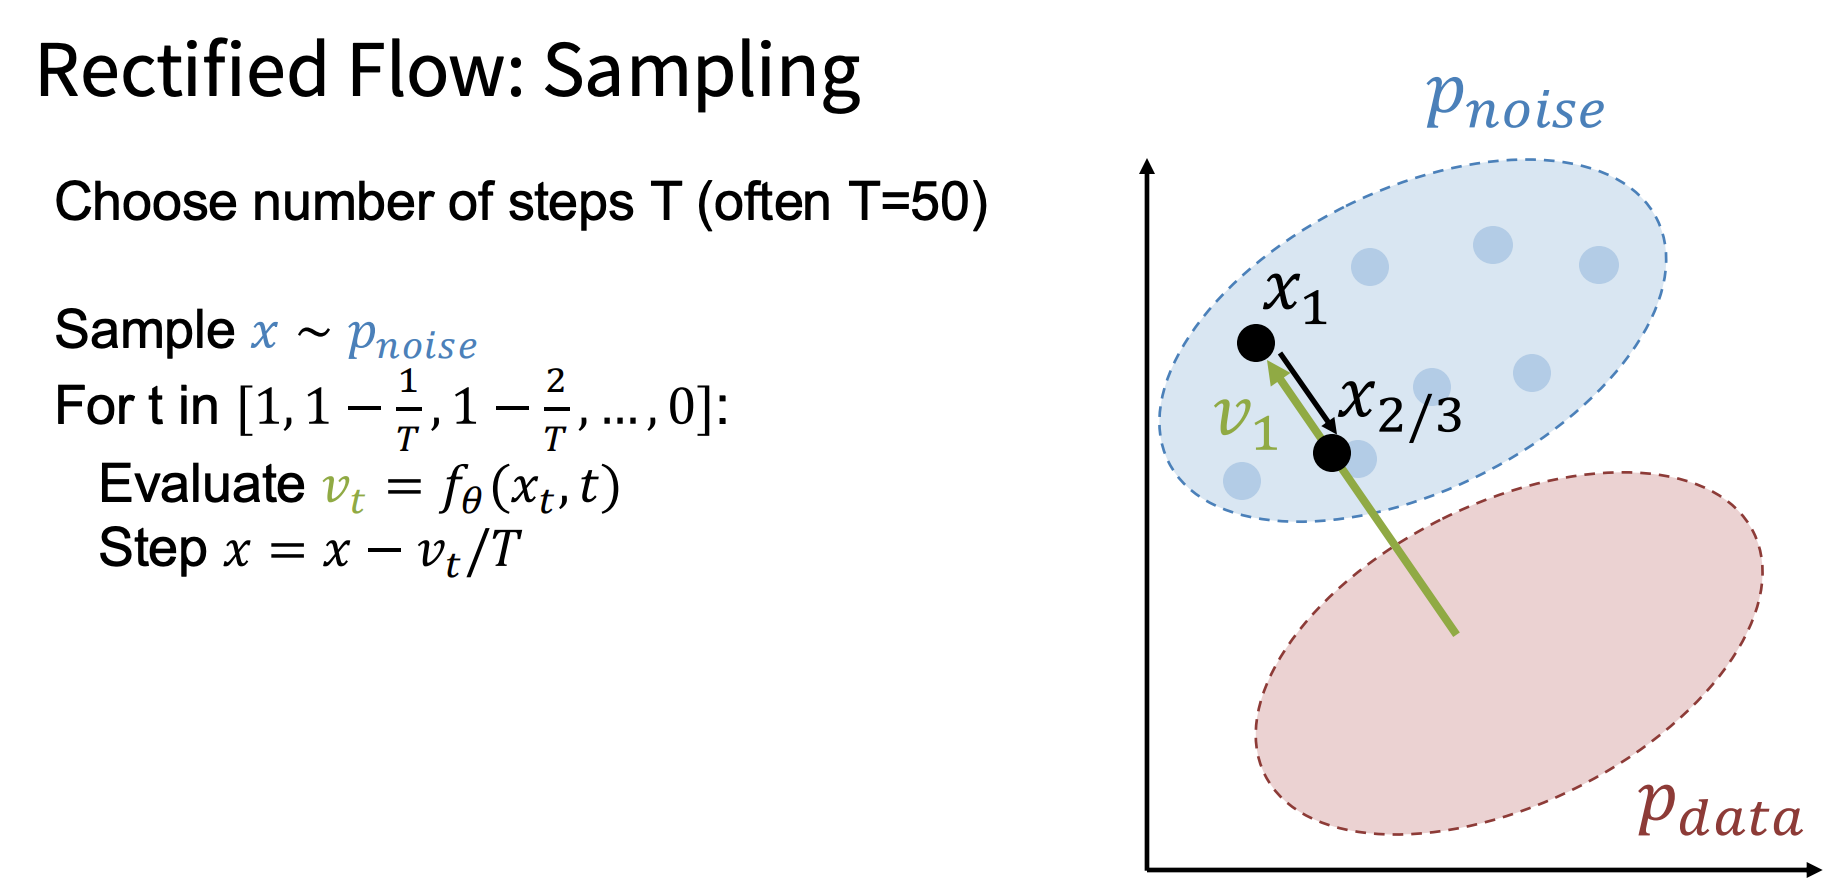 Rectified Flow: Sampling
Choose number of steps T (often T=50)
Sample $x \sim p_{noise}$
For t in $[1, 1 - \frac{1}{T}, 1 - \frac{2}{T}, \ldots, 0]$:
Evaluate $v_t = f_\theta(x_t, t)$
Step $x = x - v_t/T$
$p_{noise}$
$x_1$
$x_{2/3}$
$v_1$
$p_{data}$